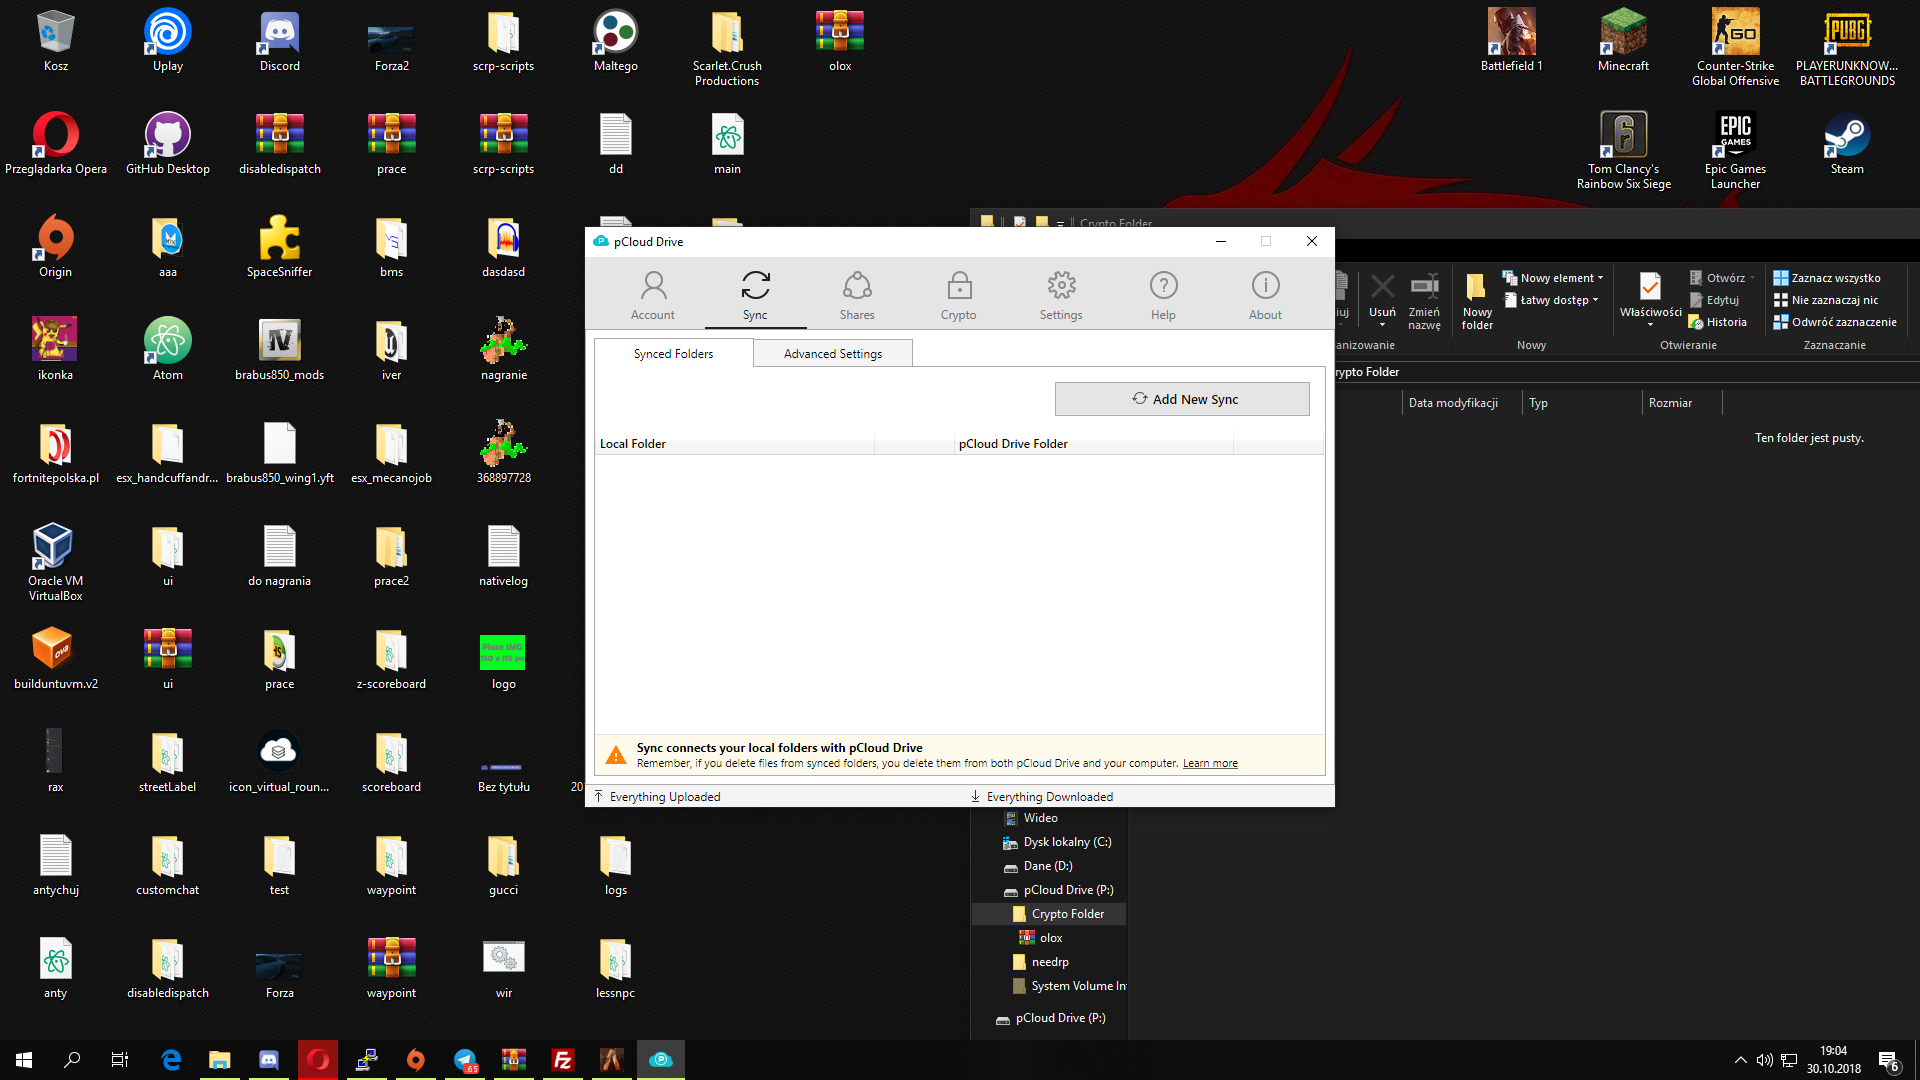 Kosz
Uplay
Discord
Forza2
scrp-scripts
Maltego
Scarlet.Crush
Productions
olox
Battlefield 1
Minecraft
Counter-Strike
Global Offensive
PLAYERUNKNOW...
BATTLEGROUNDS
Przeglądarka Opera
GitHub Desktop
disabledispatch
prace
scrp-scripts
dd
main
Tom Clancy's
Rainbow Six Siege
Epic Games
Launcher
Steam
Origin
aaa
SpaceSniffer
bms
dasdasd
ikonka
Atom
brabus850_mods
iver
nagranie
fortnitepolska.pl
esx_handcuffandr...
brabus850_wing1.yft
esx_mecanojob
368897728
Oracle VM
VirtualBox
ui
do nagrania
prace2
nativelog
builduntuvm.v2
ui
prace
z-scoreboard
logo
rax
streetLabel
icon_virtual_roun...
scoreboard
Bez tytułu
20
antychuj
customchat
test
waypoint
gucci
logs
anty
disabledispatch
Forza
waypoint
wir
lessnpc
pCloud Drive
Account
Sync
Shares
Crypto
Settings
Help
About
Synced Folders
Advanced Settings
Add New Sync
Local Folder
pCloud Drive Folder
Sync connects your local folders with pCloud Drive
Remember, if you delete files from synced folders, you delete them from both pCloud Drive and your computer. Learn more
Everything Uploaded
Everything Downloaded
Crypto Folder
iuj
Usuń
Zmień
nazwę
anizowanie
Nowy
folder
Nowy element
Łatwy dostęp
Nowy
Właściwości
Otwórz
Edytuj
Historia
Otwieranie
Zaznacz wszystko
Nie zaznaczaj nic
Odwróć zaznaczenie
Zaznaczanie
rypto Folder
Data modyfikacji
Typ
Rozmiar
Ten folder jest pusty.
Wideo
Dysk lokalny (C:)
Dane (D:)
pCloud Drive (P:)
Crypto Folder
olox
needrp
System Volume In
pCloud Drive (P:)
19:04
30.10.2018
6